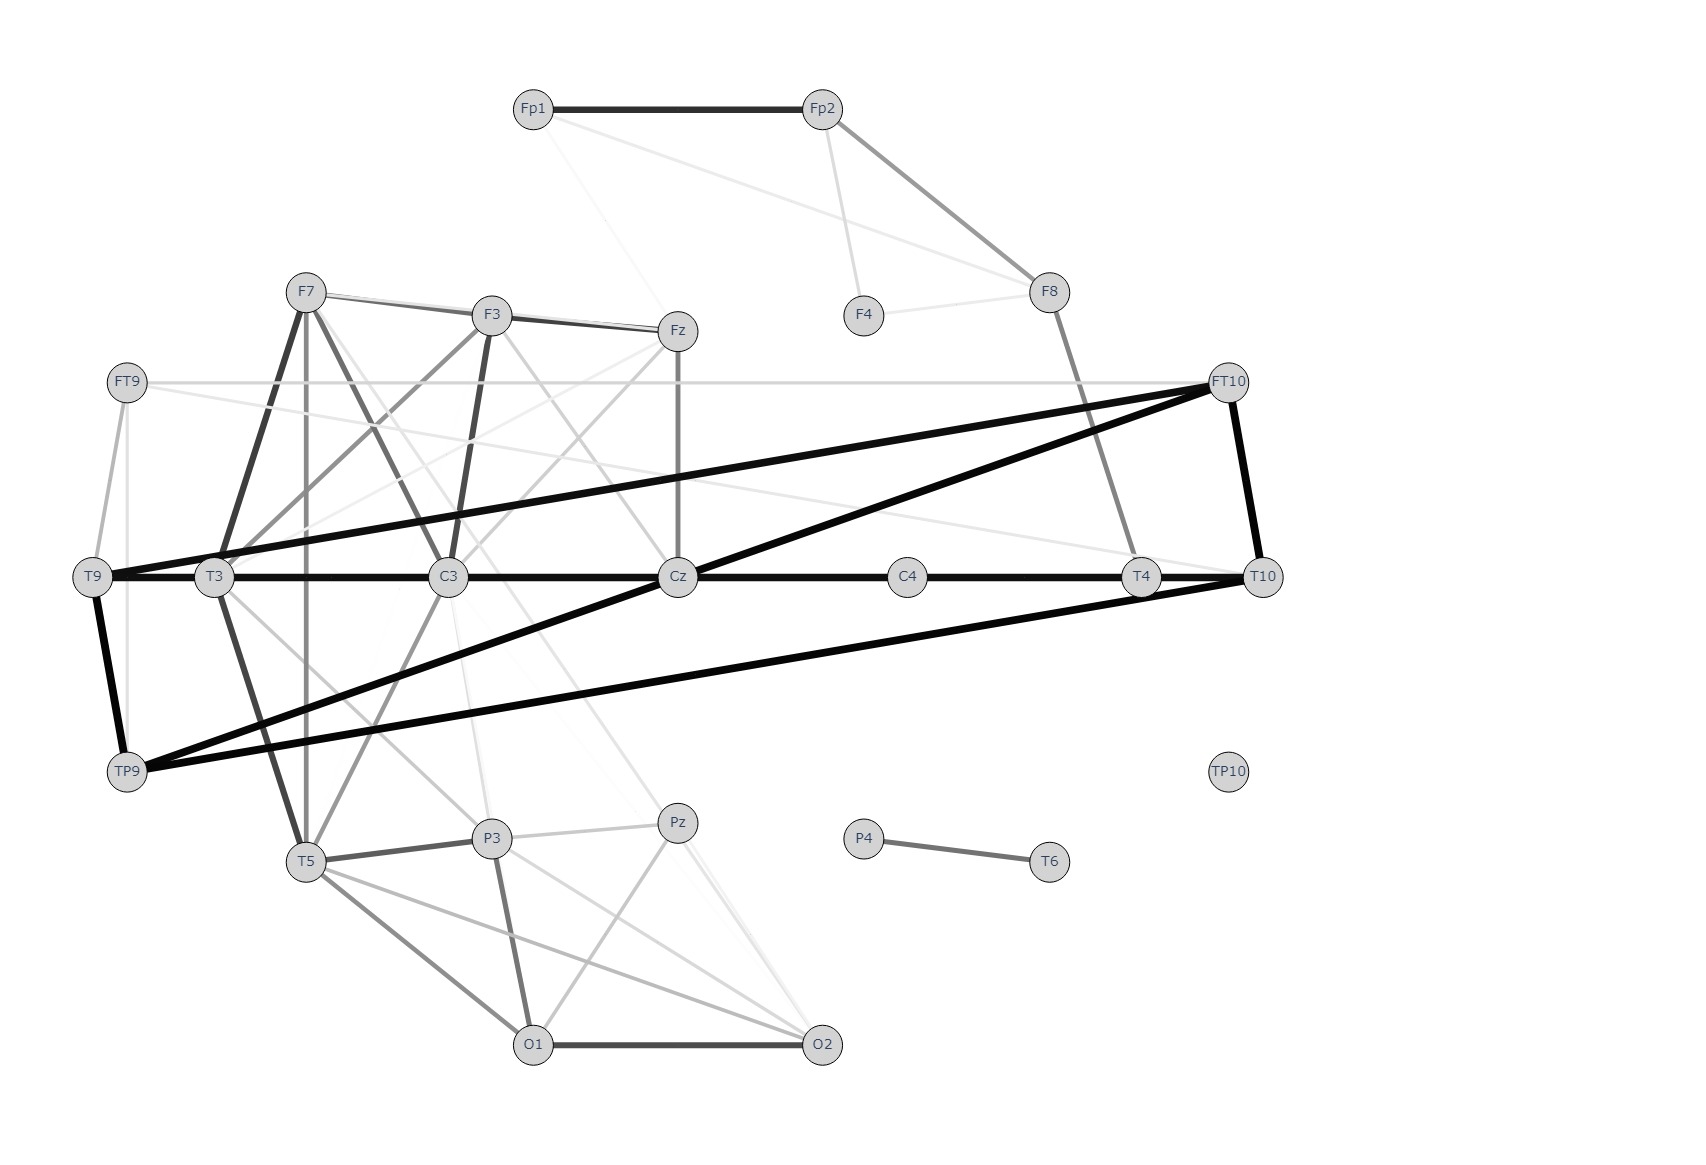 Fp1 Fp2
F7 F3 Fz F4 F8
FT9 FT10
T9 T3 C3 Cz C4 T4 T10
TP9 TP10
T5 P3 Pz P4 T6
O1 O2